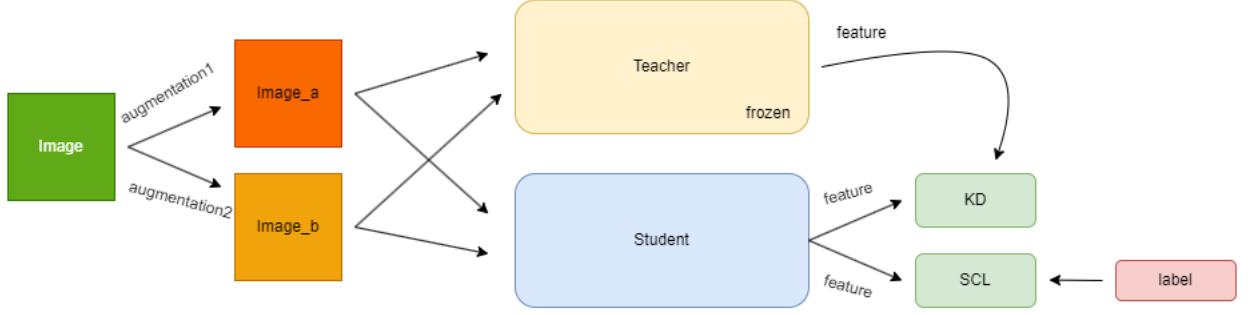 Image
augmentation1
augmentation2
Image_a
Image_b
Teacher
frozen
Student
feature
feature
feature
KD
SCL
label